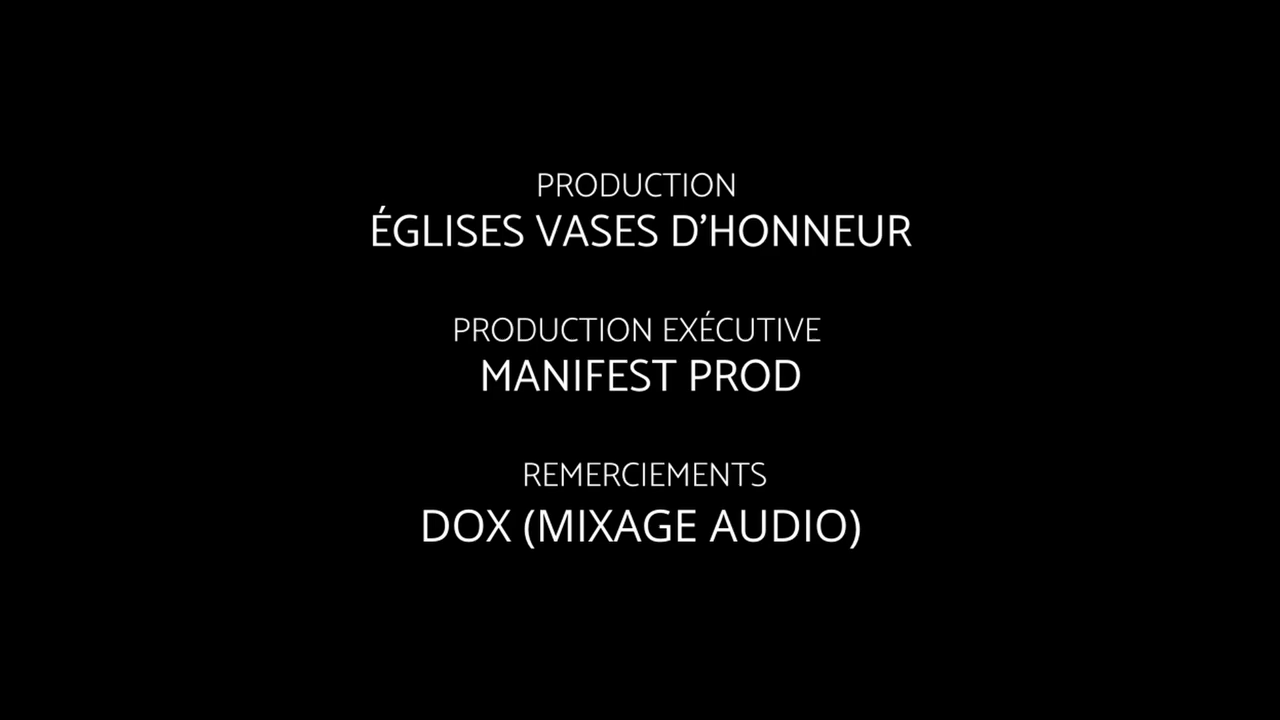 PRODUCTION
ÉGLISES VASES D’HONNEUR
PRODUCTION EXÉCUTIVE
MANIFEST PROD
REMERCIEMENTS
DOX (MIXAGE AUDIO)